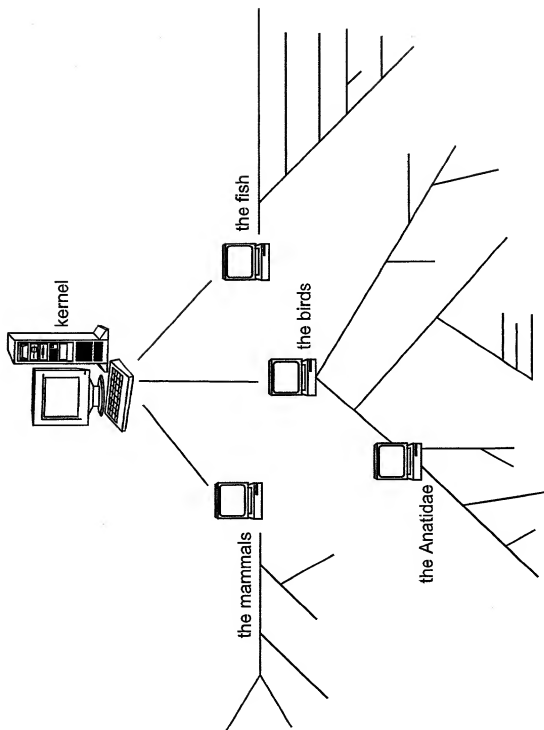 kernel
the fish
the birds
the mammals
the Anatidae